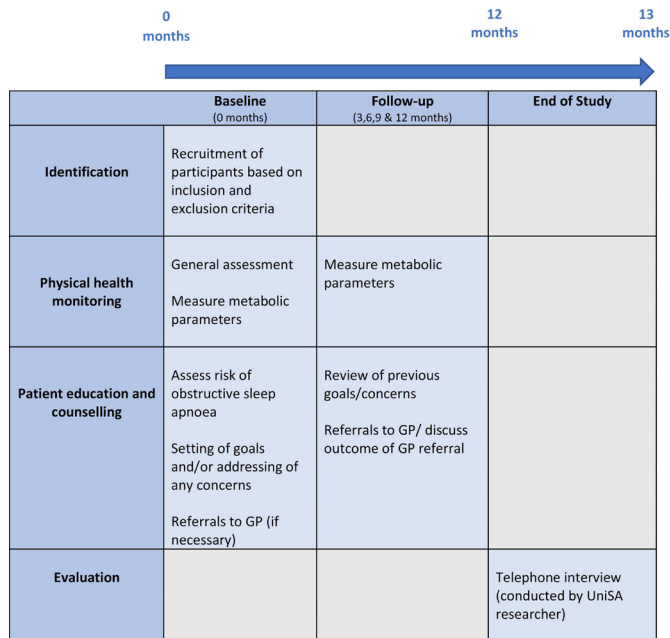 0
months
12
months
13
months
Baseline
(0 months)
Follow-up
(3,6,9 & 12 months)
End of Study
Identification
Recruitment of
participants based on
inclusion and
exclusion criteria
Physical health
monitoring
General assessment
Measure metabolic
parameters
Measure metabolic
parameters
Patient education and
counselling
Assess risk of
obstructive sleep
apnoea
Setting of goals
and/or addressing of
any concerns
Referrals to GP (if
necessary)
Review of previous
goals/concerns
Referrals to GP/ discuss
outcome of GP referral
Evaluation
Telephone interview
(conducted by UniSA
researcher)